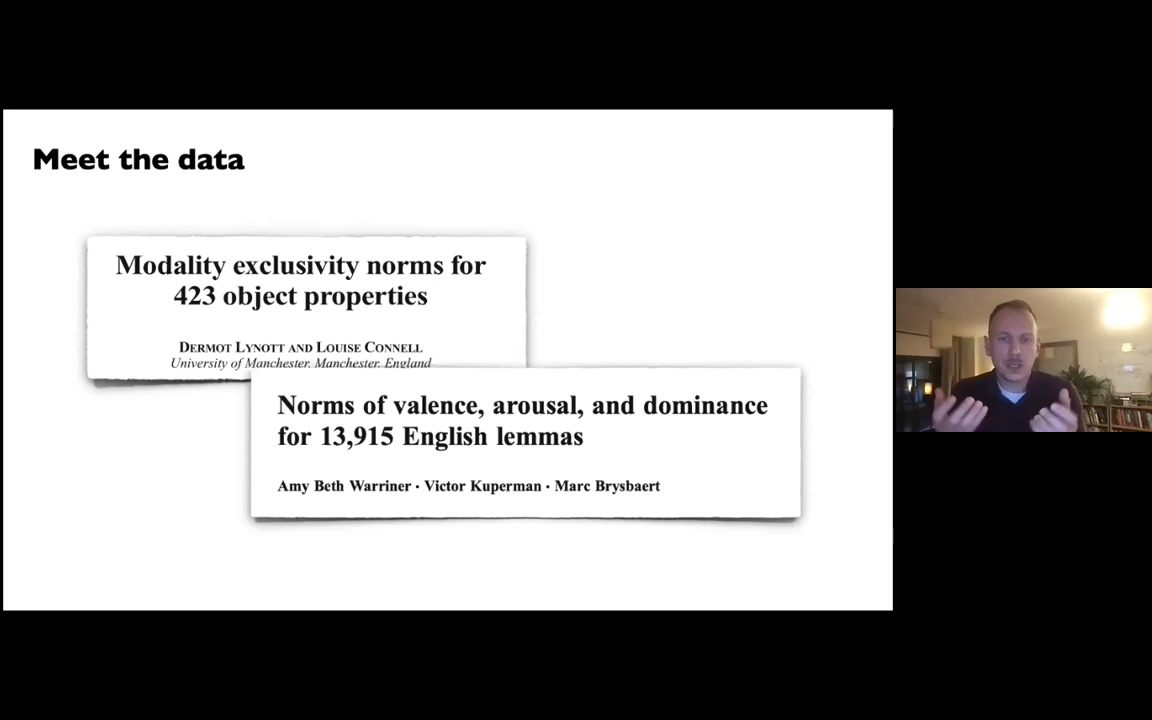 Meet the data
Modality exclusivity norms for
423 object properties
DERMOT LYNOTT AND LOUISE CONNELL
University of Manchester, Manchester, England
Norms of valence, arousal, and dominance
for 13,915 English lemmas
Amy Beth Warriner · Victor Kuperman · Marc Brysbaert